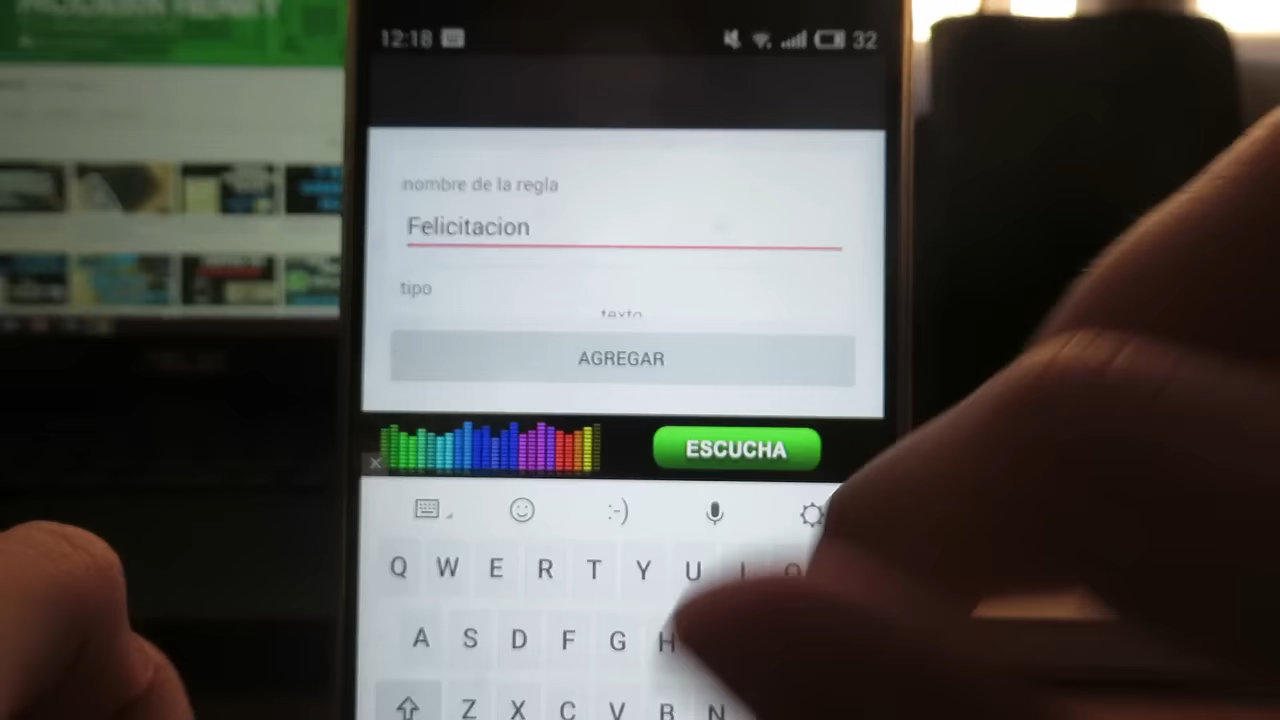 12:18
32
nombre de la regla
Felicitacion
tipo
texto
AGREGAR
ESCUCHA
:-)
Q W E R T Y U
A S D F G H
Z X C V B N